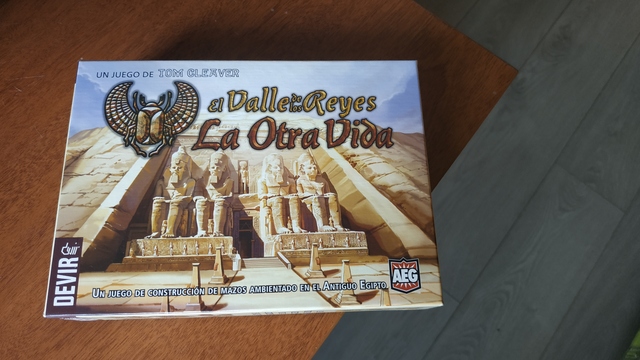 UN JUEGO DE TOM CLEAVER
El Valle de los Reyes
La Otra Vida
DEVIR
devir
UN JUEGO DE CONSTRUCCIÓN DE MAZOS AMBIENTADO EN EL ANTIGUO EGIPTO.
AEG